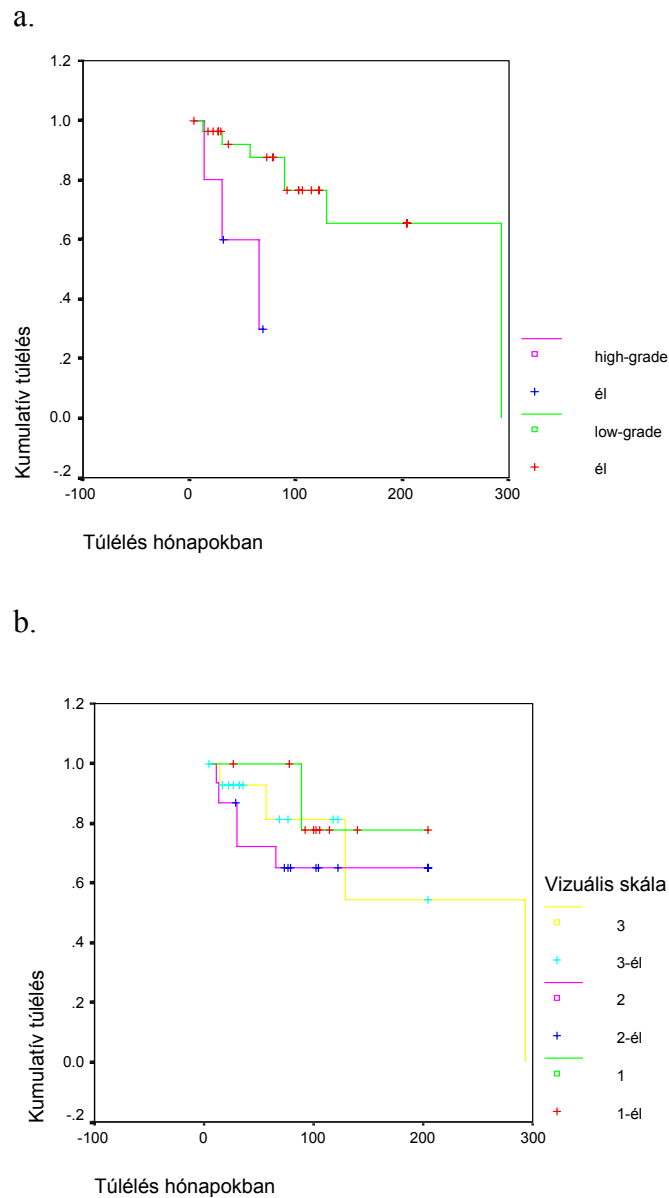 a.
1.2
1.0
.8
.6
.4
.2
0.0
-.2
-100 0 100 200 300
Kumulatív túlélés
Túlélés hónapokban
high-grade
él
low-grade
él
b.
1.2
1.0
.8
.6
.4
.2
0.0
-.2
-100 0 100 200 300
Kumulatív túlélés
Túlélés hónapokban
Vizuális skála
3
3-él
2
2-él
1
1-él